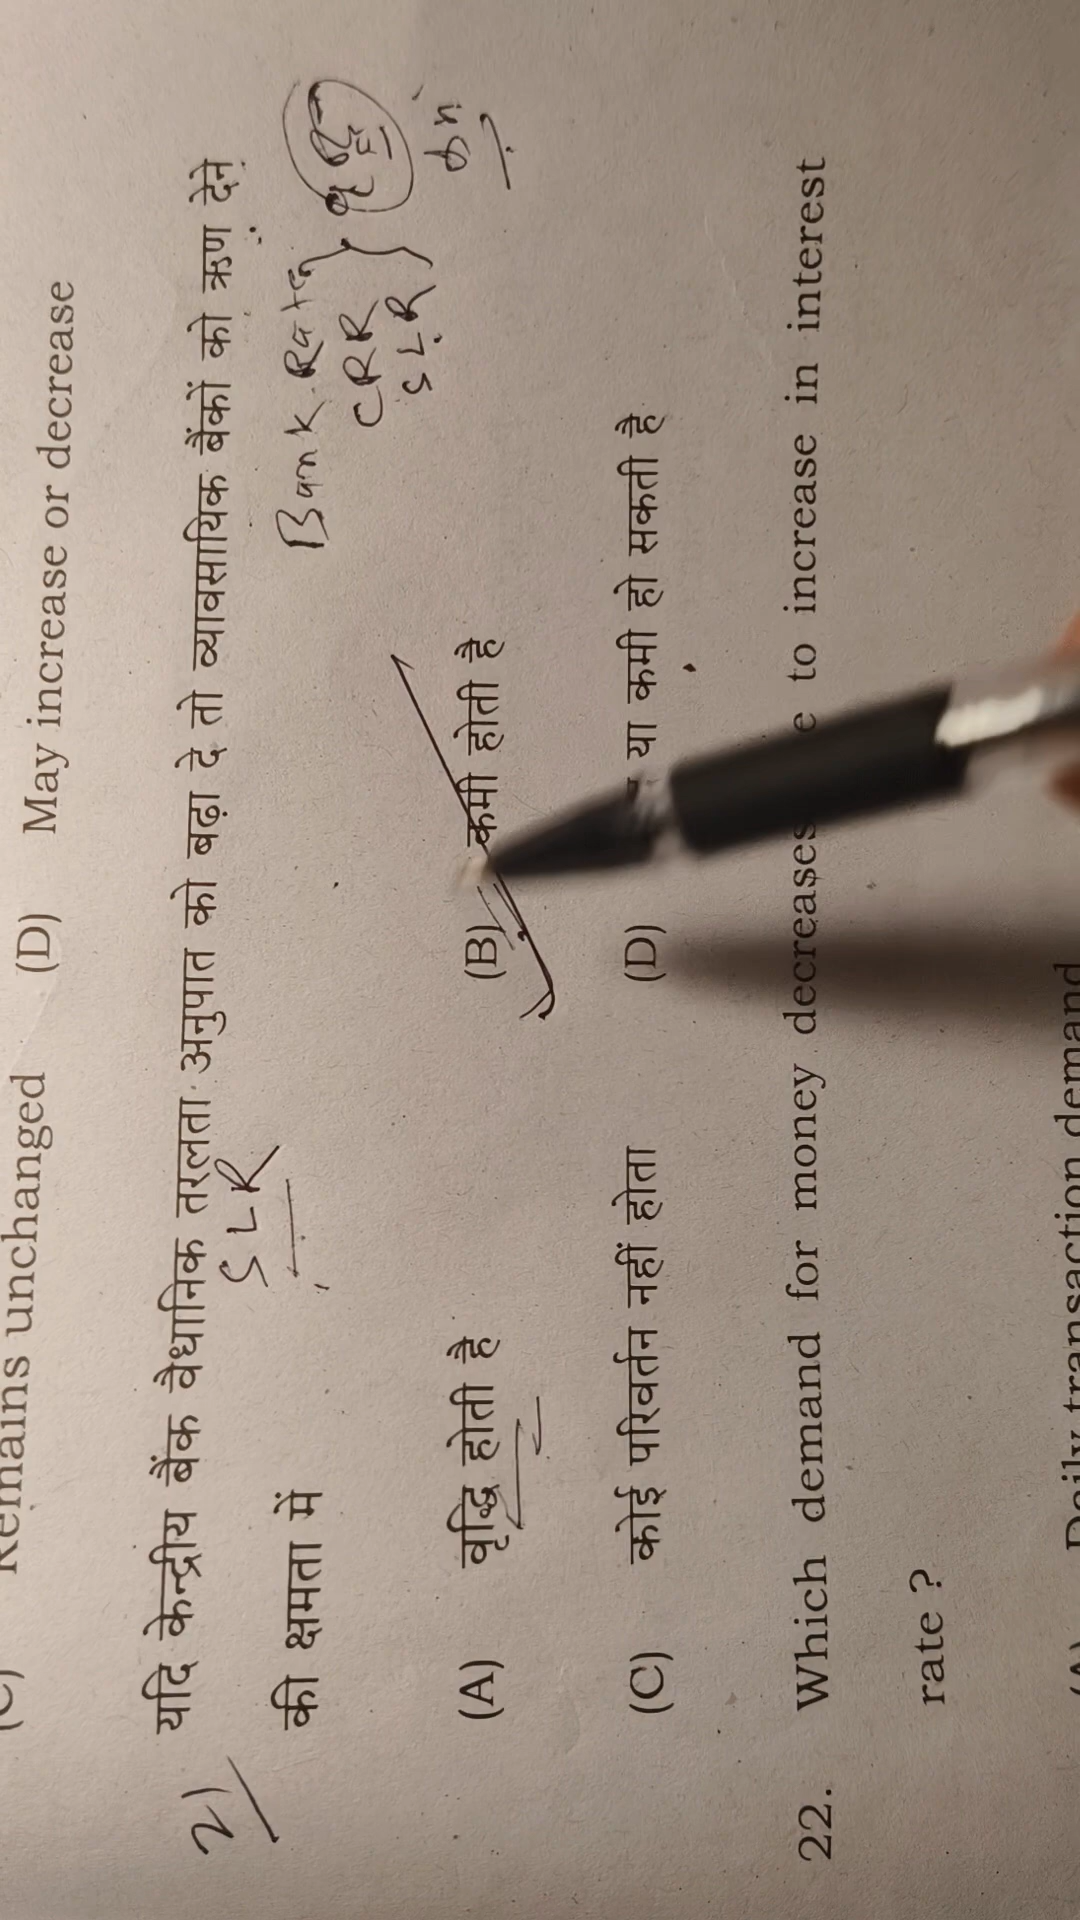 (C) Remains unchanged (D) May increase or decrease
21 यदि केन्द्रीय बैंक वैधानिक तरलता अनुपात को बढ़ा दे तो व्यावसायिक बैंकों को ऋण देने
SLR
की क्षमता में
Bank Rate
CRR
SLR
(A) वृद्धि होती है (B) कमी होती है
(C) कोई परिवर्तन नहीं होता (D) या कमी हो सकती है
22. Which demand for money decreases to increase in interest
rate ?
(A) Daily transaction demand